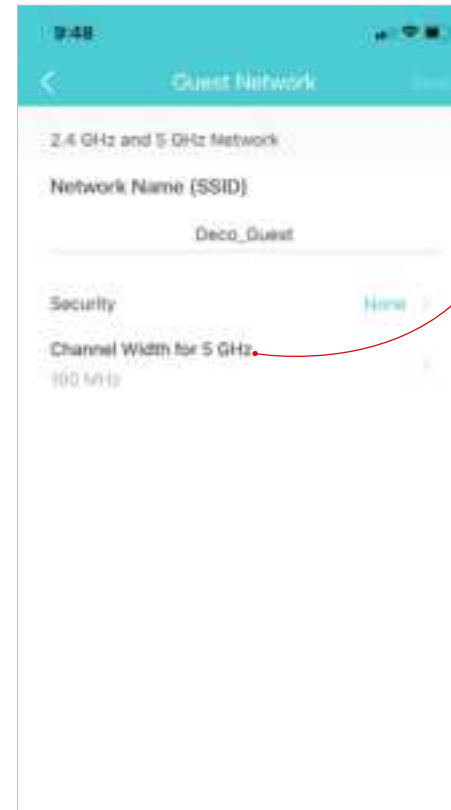 9:48
Guest Network
2.4 GHz and 5 GHz Network
Network Name (SSID)
Deco_Guest
Security None
Channel Width for 5 GHz
160 MHz